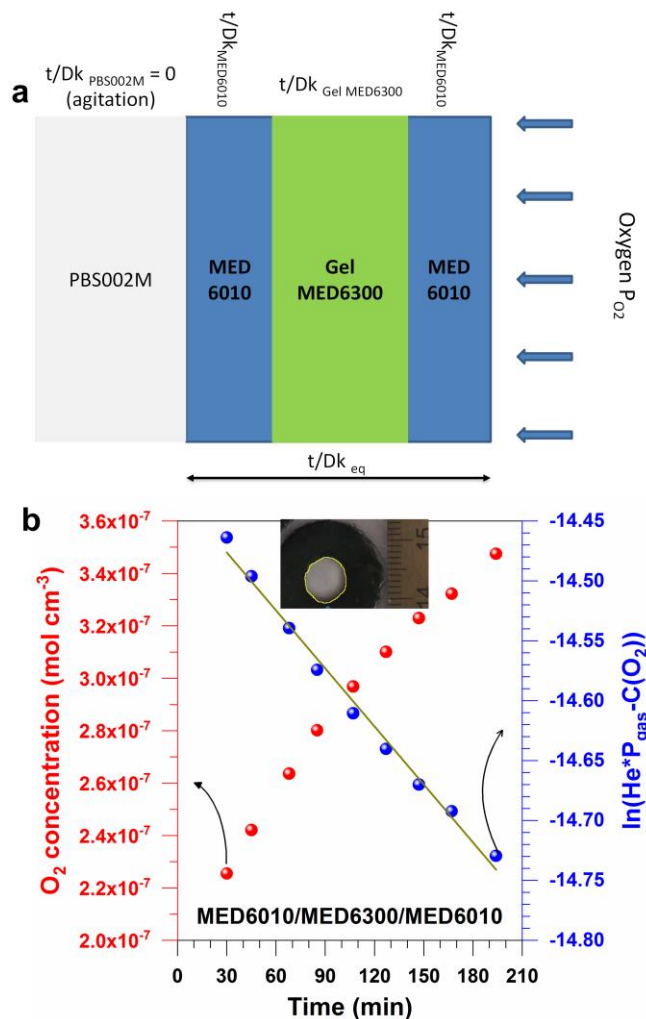 t/Dk MED6010
t/Dk MED6010
a
t/Dk PBS002M = 0
(agitation)
t/Dk Gel MED6300
PBS002M
MED
6010
Gel
MED6300
MED
6010
Oxygen PO2
t/Dk eq
b
O2 concentration (mol cm-3)
3.6x10-7
3.4x10-7
3.2x10-7
3.0x10-7
2.8x10-7
2.6x10-7
2.4x10-7
2.2x10-7
2.0x10-7
15
14
-14.45
-14.50
-14.55
-14.60
-14.65
-14.70
-14.75
-14.80
ln(He*Pgas-C(O2))
MED6010/MED6300/MED6010
0 30 60 90 120 150 180 210
Time (min)